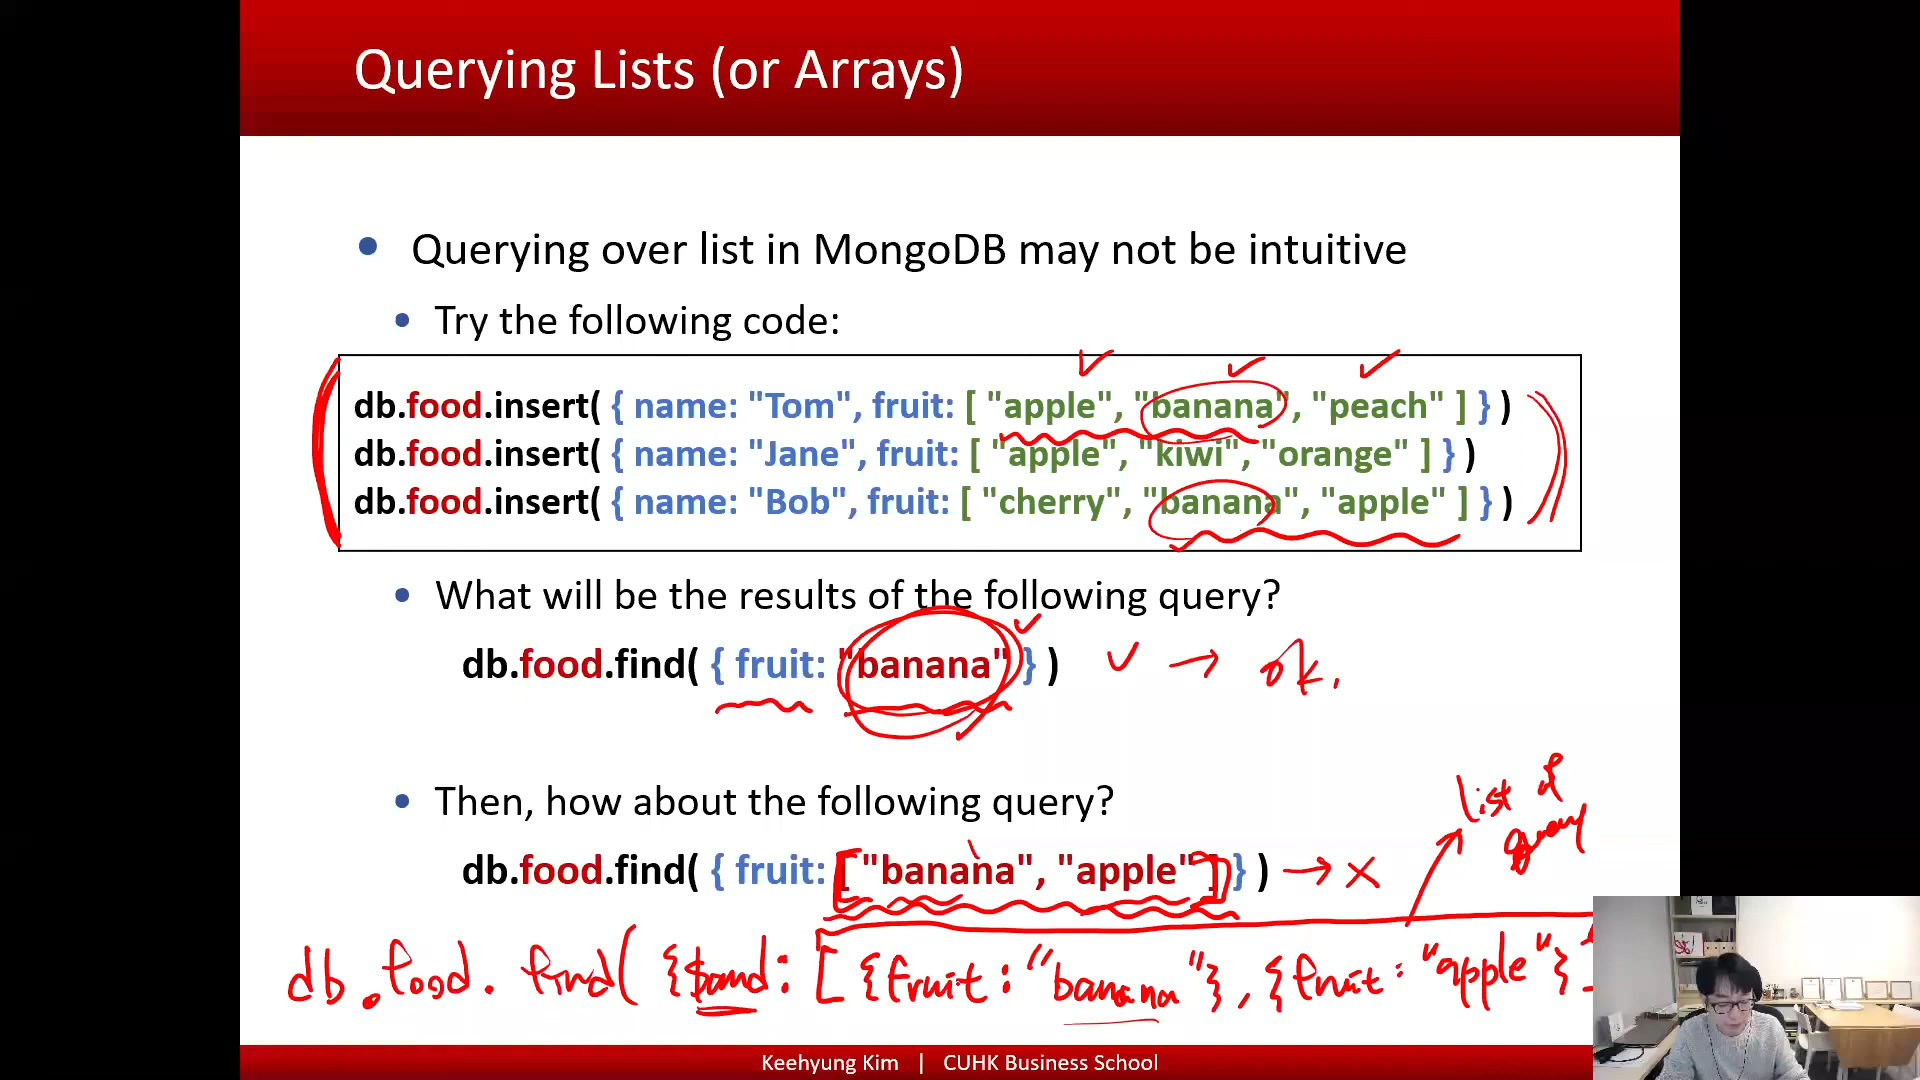 Querying Lists (or Arrays)
• Querying over list in MongoDB may not be intuitive
• Try the following code:
db.food.insert( { name: "Tom", fruit: [ "apple", "banana", "peach" ] } )
db.food.insert( { name: "Jane", fruit: [ "apple", "kiwi", "orange" ] } )
db.food.insert( { name: "Bob", fruit: [ "cherry", "banana", "apple" ] } )
• What will be the results of the following query?
db.food.find( { fruit: "banana" } ) → ok.
• Then, how about the following query?
list of
query
db.food.find( { fruit: [ "banana", "apple" ] } ) → X
db.food.find( {$and: [ {fruit: "banana"}, {fruit: "apple"} ]
Keehyung Kim | CUHK Business School